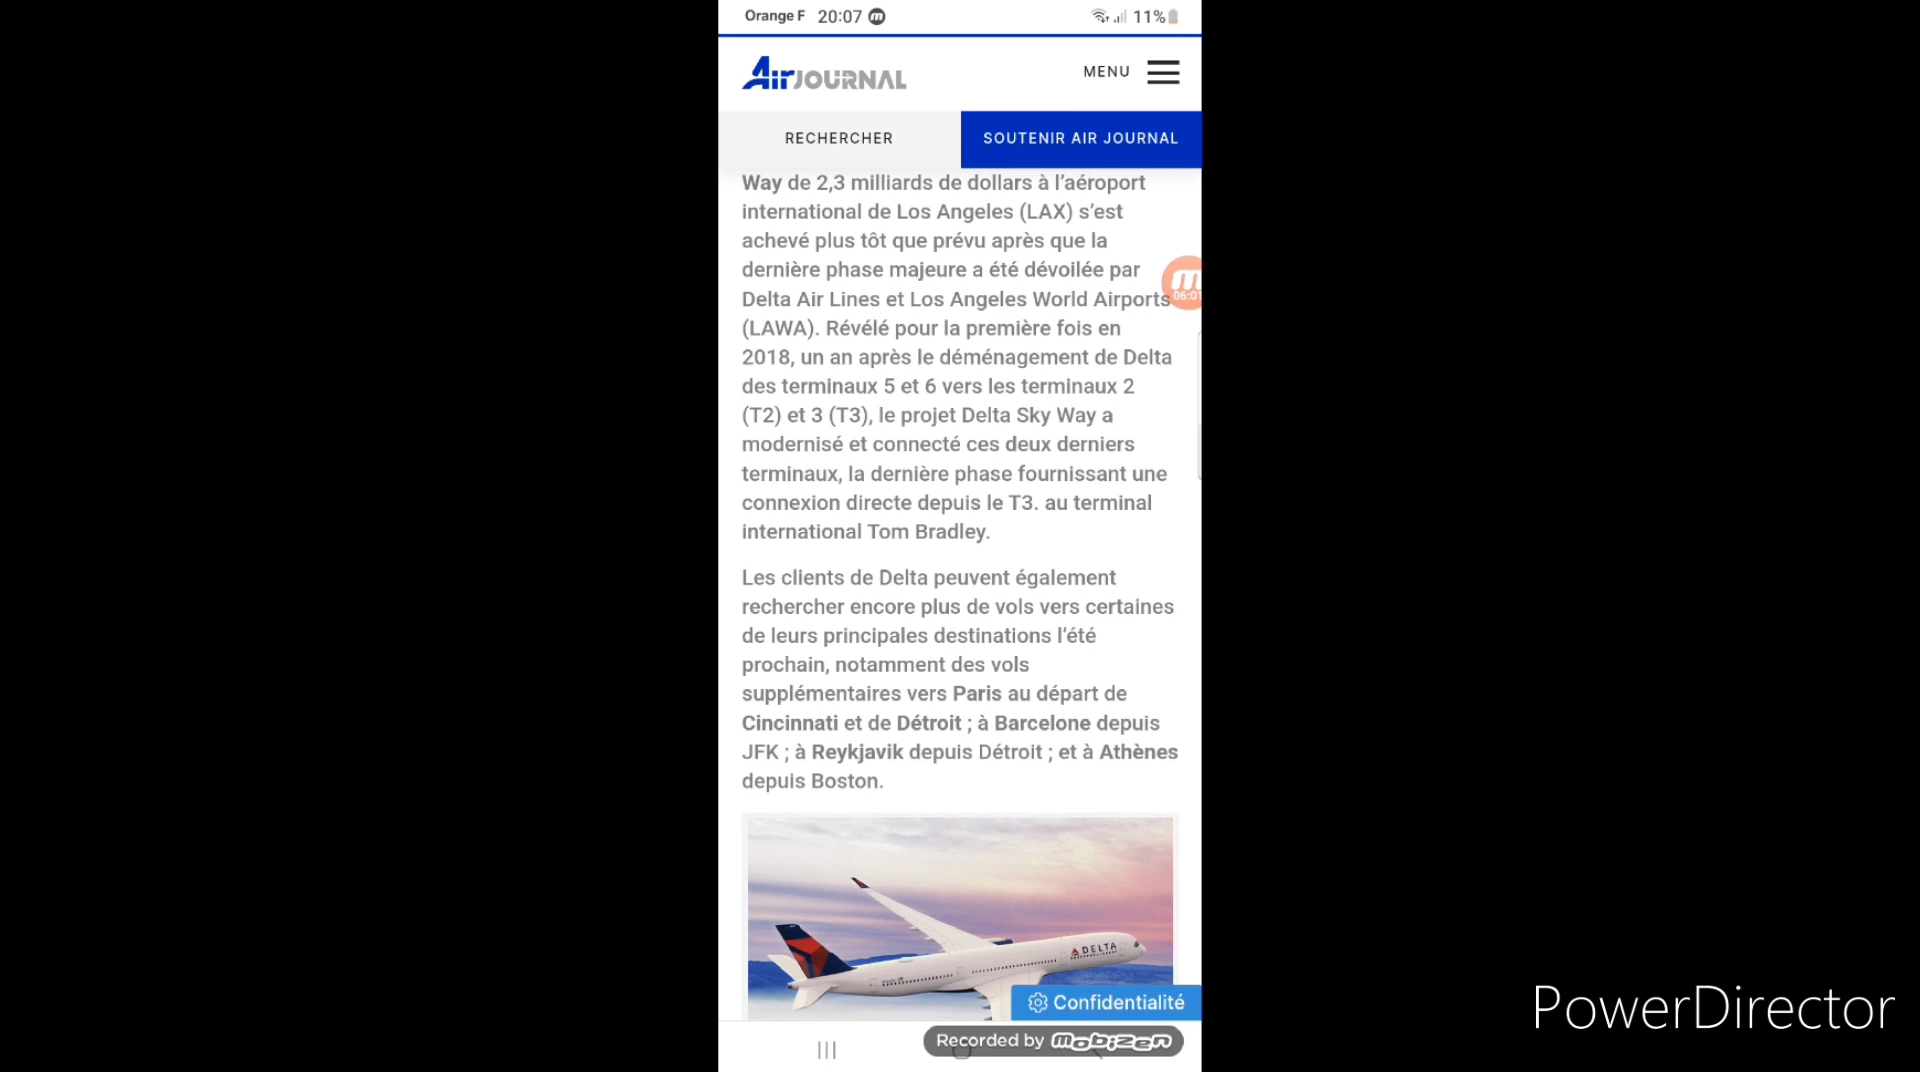 Orange F 20:07 11%
Air JOURNAL MENU
RECHERCHER SOUTENIR AIR JOURNAL
Way de 2,3 milliards de dollars à l’aéroport
international de Los Angeles (LAX) s’est
achevé plus tôt que prévu après que la
dernière phase majeure a été dévoilée par
Delta Air Lines et Los Angeles World Airports
(LAWA). Révélé pour la première fois en
2018, un an après le déménagement de Delta
des terminaux 5 et 6 vers les terminaux 2
(T2) et 3 (T3), le projet Delta Sky Way a
modernisé et connecté ces deux derniers
terminaux, la dernière phase fournissant une
connexion directe depuis le T3. au terminal
international Tom Bradley.
06:01
Les clients de Delta peuvent également
rechercher encore plus de vols vers certaines
de leurs principales destinations l’été
prochain, notamment des vols
supplémentaires vers Paris au départ de
Cincinnati et de Détroit ; à Barcelone depuis
JFK ; à Reykjavik depuis Détroit ; et à Athènes
depuis Boston.
DELTA
Confidentialité
Recorded by mobizen
PowerDirector